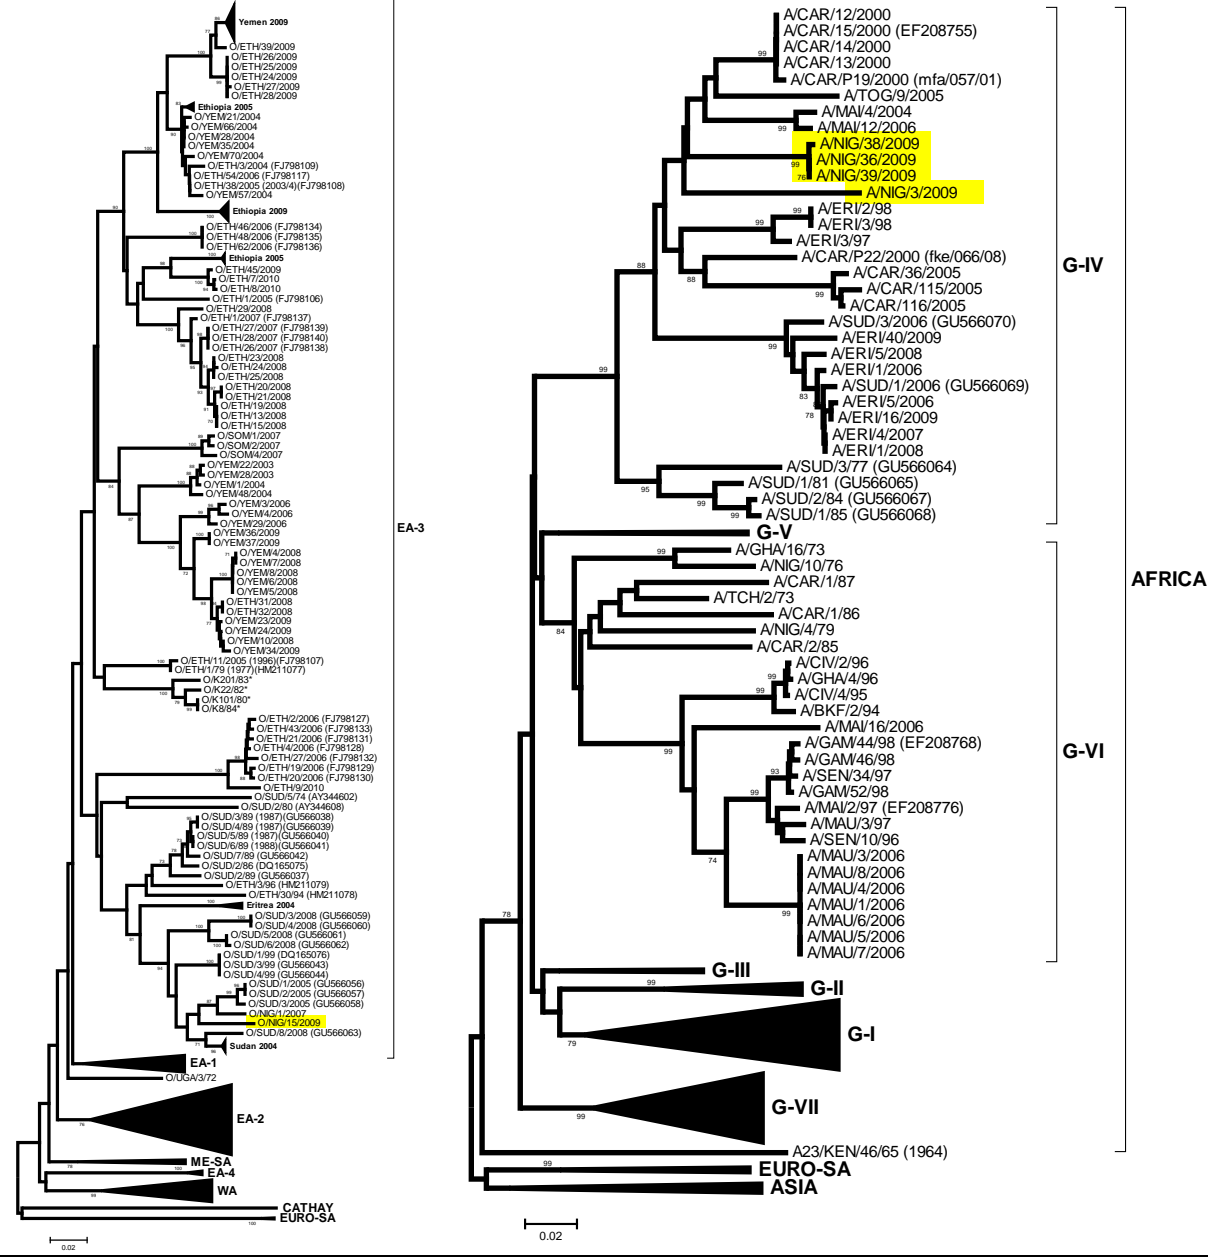 Yemen 2009
O/ETH/39/2009
O/ETH/26/2009
O/ETH/25/2009
O/ETH/24/2009
O/ETH/27/2009
O/ETH/28/2009
Ethiopia 2005
O/YEM/21/2004
O/YEM/66/2004
O/YEM/28/2004
O/YEM/35/2004
O/YEM/70/2004
O/ETH/3/2004 (FJ798109)
O/ETH/54/2006 (FJ798117)
O/ETH/38/2005 (2003/4)(FJ798108)
O/YEM/57/2004
Ethiopia 2009
O/ETH/46/2006 (FJ798134)
O/ETH/48/2006 (FJ798135)
O/ETH/62/2006 (FJ798136)
Ethiopia 2005
O/ETH/45/2009
O/ETH/7/2010
O/ETH/8/2010
O/ETH/1/2005 (FJ798106)
O/ETH/29/2008
O/ETH/1/2007 (FJ798137)
O/ETH/27/2007 (FJ798139)
O/ETH/28/2007 (FJ798140)
O/ETH/26/2007 (FJ798138)
O/ETH/23/2008
O/ETH/24/2008
O/ETH/25/2008
O/ETH/20/2008
O/ETH/21/2008
O/ETH/19/2008
O/ETH/13/2008
O/ETH/15/2008
O/SOM/1/2007
O/SOM/2/2007
O/SOM/4/2007
O/YEM/22/2003
O/YEM/28/2003
O/YEM/1/2004
O/YEM/48/2004
O/YEM/3/2006
O/YEM/4/2006
O/YEM/29/2006
O/YEM/36/2009
O/YEM/37/2009
O/YEM/4/2008
O/YEM/7/2008
O/YEM/8/2008
O/YEM/6/2008
O/YEM/5/2008
O/ETH/31/2008
O/ETH/32/2008
O/YEM/23/2009
O/YEM/24/2009
O/YEM/10/2008
O/YEM/34/2009
O/ETH/11/2005 (1996)(FJ798107)
O/ETH/1/79 (1977)(HM211077)
O/K201/83*
O/K22/82*
O/K101/80*
O/K8/84*
O/ETH/2/2006 (FJ798127)
O/ETH/43/2006 (FJ798133)
O/ETH/21/2006 (FJ798131)
O/ETH/4/2006 (FJ798128)
O/ETH/27/2006 (FJ798132)
O/ETH/19/2006 (FJ798129)
O/ETH/20/2006 (FJ798130)
O/ETH/9/2010
O/SUD/5/74 (AY344602)
O/SUD/2/80 (AY344608)
O/SUD/3/89 (1987)(GU566038)
O/SUD/4/89 (1987)(GU566039)
O/SUD/5/89 (1987)(GU566040)
O/SUD/6/89 (1988)(GU566041)
O/SUD/7/89 (GU566042)
O/SUD/2/86 (DQ165075)
O/SUD/2/89 (GU566037)
O/ETH/3/96 (HM211079)
O/ETH/30/94 (HM211078)
Eritrea 2004
O/SUD/3/2008 (GU566059)
O/SUD/4/2008 (GU566060)
O/SUD/5/2008 (GU566061)
O/SUD/6/2008 (GU566062)
O/SUD/1/99 (DQ165076)
O/SUD/3/99 (GU566043)
O/SUD/4/99 (GU566044)
O/SUD/1/2005 (GU566056)
O/SUD/2/2005 (GU566057)
O/SUD/3/2005 (GU566058)
O/NIG/1/2007
O/NIG/15/2009
O/SUD/8/2008 (GU566063)
Sudan 2004
EA-3
EA-1
O/UGA/3/72
EA-2
ME-SA
EA-4
WA
CATHAY
EURO-SA
0.02
A/CAR/12/2000
A/CAR/15/2000 (EF208755)
A/CAR/14/2000
A/CAR/13/2000
A/CAR/P19/2000 (mfa/057/01)
A/TOG/9/2005
A/MAI/4/2004
A/MAI/12/2006
A/NIG/38/2009
A/NIG/36/2009
A/NIG/39/2009
A/NIG/3/2009
A/ERI/2/98
A/ERI/3/98
A/ERI/3/97
A/CAR/P22/2000 (fke/066/08)
A/CAR/36/2005
A/CAR/115/2005
A/CAR/116/2005
A/SUD/3/2006 (GU566070)
A/ERI/40/2009
A/ERI/5/2008
A/ERI/1/2006
A/SUD/1/2006 (GU566069)
A/ERI/5/2006
A/ERI/16/2009
A/ERI/4/2007
A/ERI/1/2008
A/SUD/3/77 (GU566064)
A/SUD/1/81 (GU566065)
A/SUD/2/84 (GU566067)
A/SUD/1/85 (GU566068)
G-IV
G-V
A/GHA/16/73
A/NIG/10/76
A/CAR/1/87
A/TCH/2/73
A/CAR/1/86
A/NIG/4/79
A/CAR/2/85
A/CIV/2/96
A/GHA/4/96
A/CIV/4/95
A/BKF/2/94
A/MAI/16/2006
A/GAM/44/98 (EF208768)
A/GAM/46/98
A/SEN/34/97
A/GAM/52/98
A/MAI/2/97 (EF208776)
A/MAU/3/97
A/SEN/10/96
A/MAU/3/2006
A/MAU/8/2006
A/MAU/4/2006
A/MAU/1/2006
A/MAU/6/2006
A/MAU/5/2006
A/MAU/7/2006
G-VI
AFRICA
G-III
G-II
G-I
G-VII
A23/KEN/46/65 (1964)
EURO-SA
ASIA
0.02
99
99
99
76
99
88
99
88
99
83
78
99
95
99
99
99
84
99
99
93
99
74
99
78
99
79
99
99